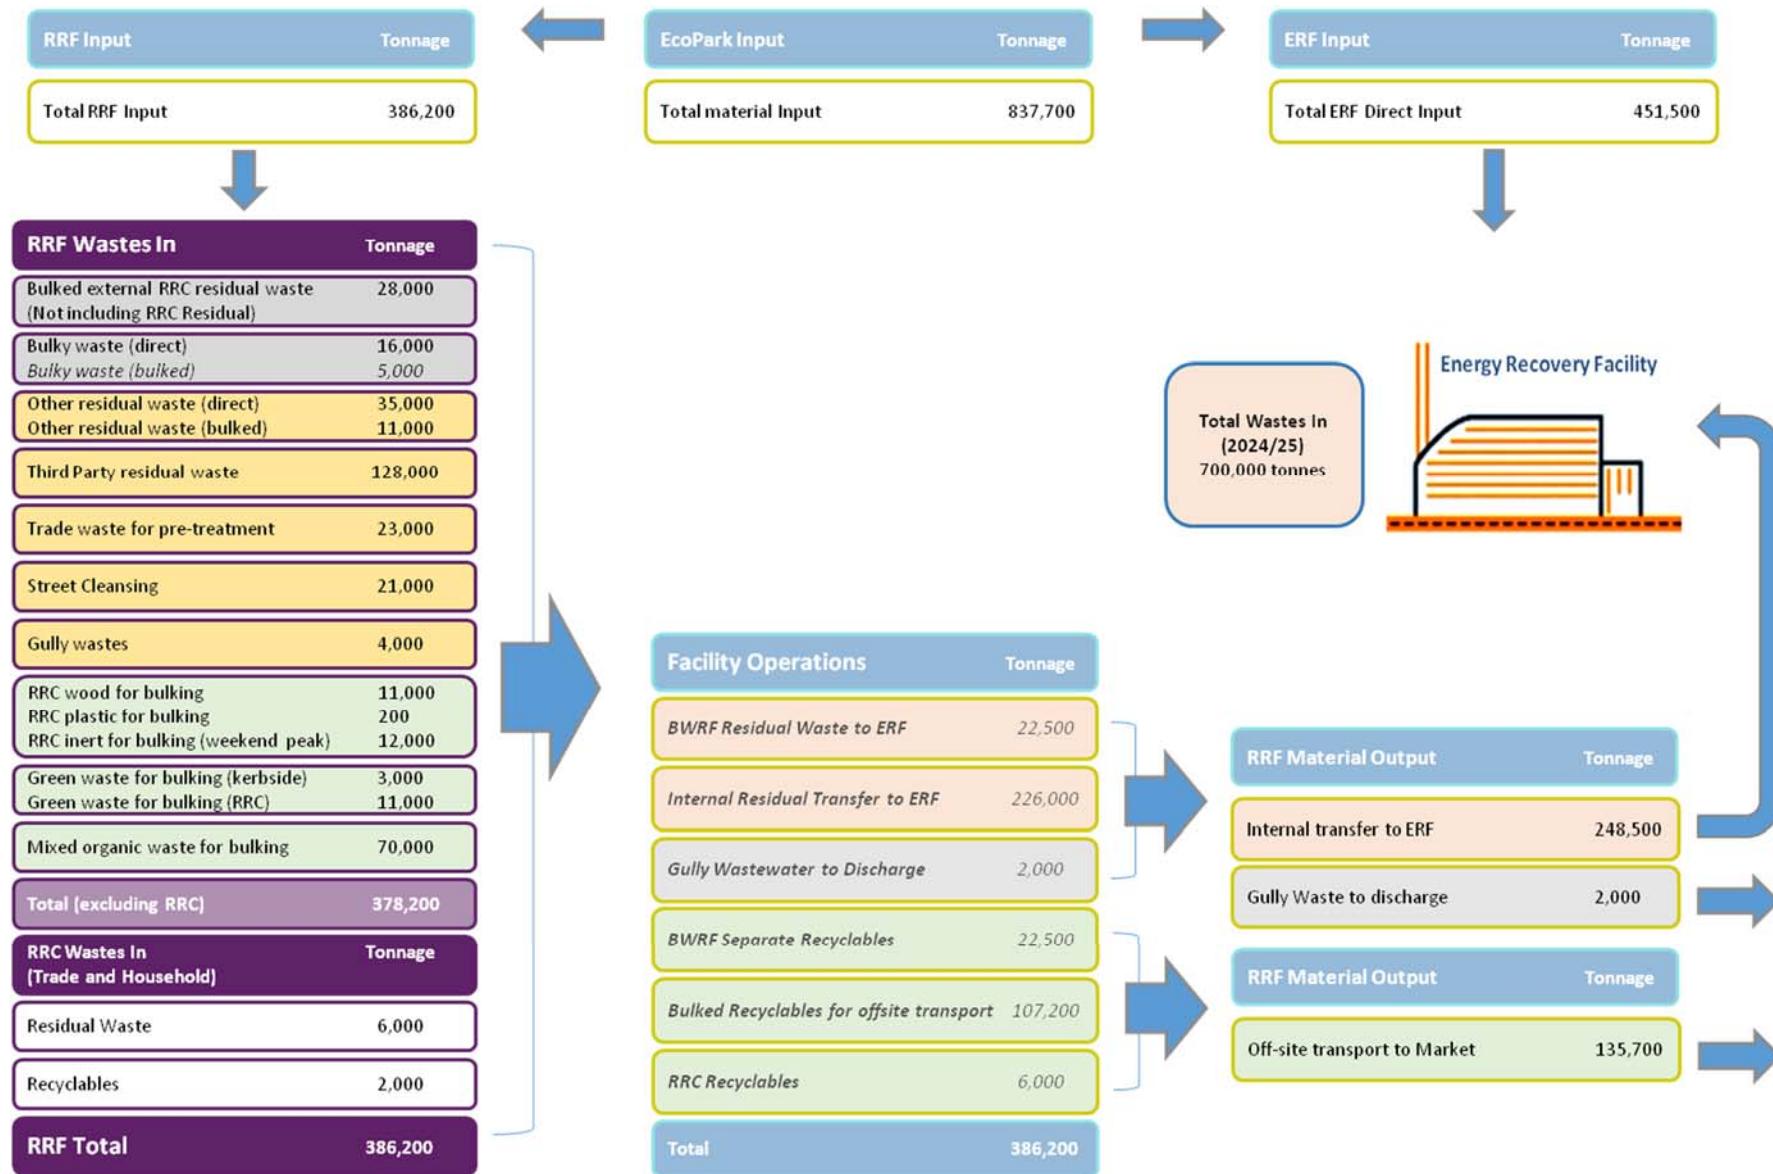 RRF Input Tonnage
Total RRF Input 386,200
EcoPark Input Tonnage
Total material Input 837,700
ERF Input Tonnage
Total ERF Direct Input 451,500
RRF Wastes In Tonnage
Bulked external RRC residual waste 28,000
(Not including RRC Residual)
Bulky waste (direct) 16,000
Bulky waste (bulked) 5,000
Other residual waste (direct) 35,000
Other residual waste (bulked) 11,000
Third Party residual waste 128,000
Trade waste for pre-treatment 23,000
Street Cleansing 21,000
Gully wastes 4,000
RRC wood for bulking 11,000
RRC plastic for bulking 200
RRC inert for bulking (weekend peak) 12,000
Green waste for bulking (kerbside) 3,000
Green waste for bulking (RRC) 11,000
Mixed organic waste for bulking 70,000
Total (excluding RRC) 378,200
RRC Wastes In Tonnage
(Trade and Household)
Residual Waste 6,000
Recyclables 2,000
RRF Total 386,200
Facility Operations Tonnage
BWRF Residual Waste to ERF 22,500
Internal Residual Transfer to ERF 226,000
Gully Wastewater to Discharge 2,000
BWRF Separate Recyclables 22,500
Bulked Recyclables for offsite transport 107,200
RRC Recyclables 6,000
Total 386,200
Total Wastes In
(2024/25)
700,000 tonnes
Energy Recovery Facility
RRF Material Output Tonnage
Internal transfer to ERF 248,500
Gully Waste to discharge 2,000
RRF Material Output Tonnage
Off-site transport to Market 135,700